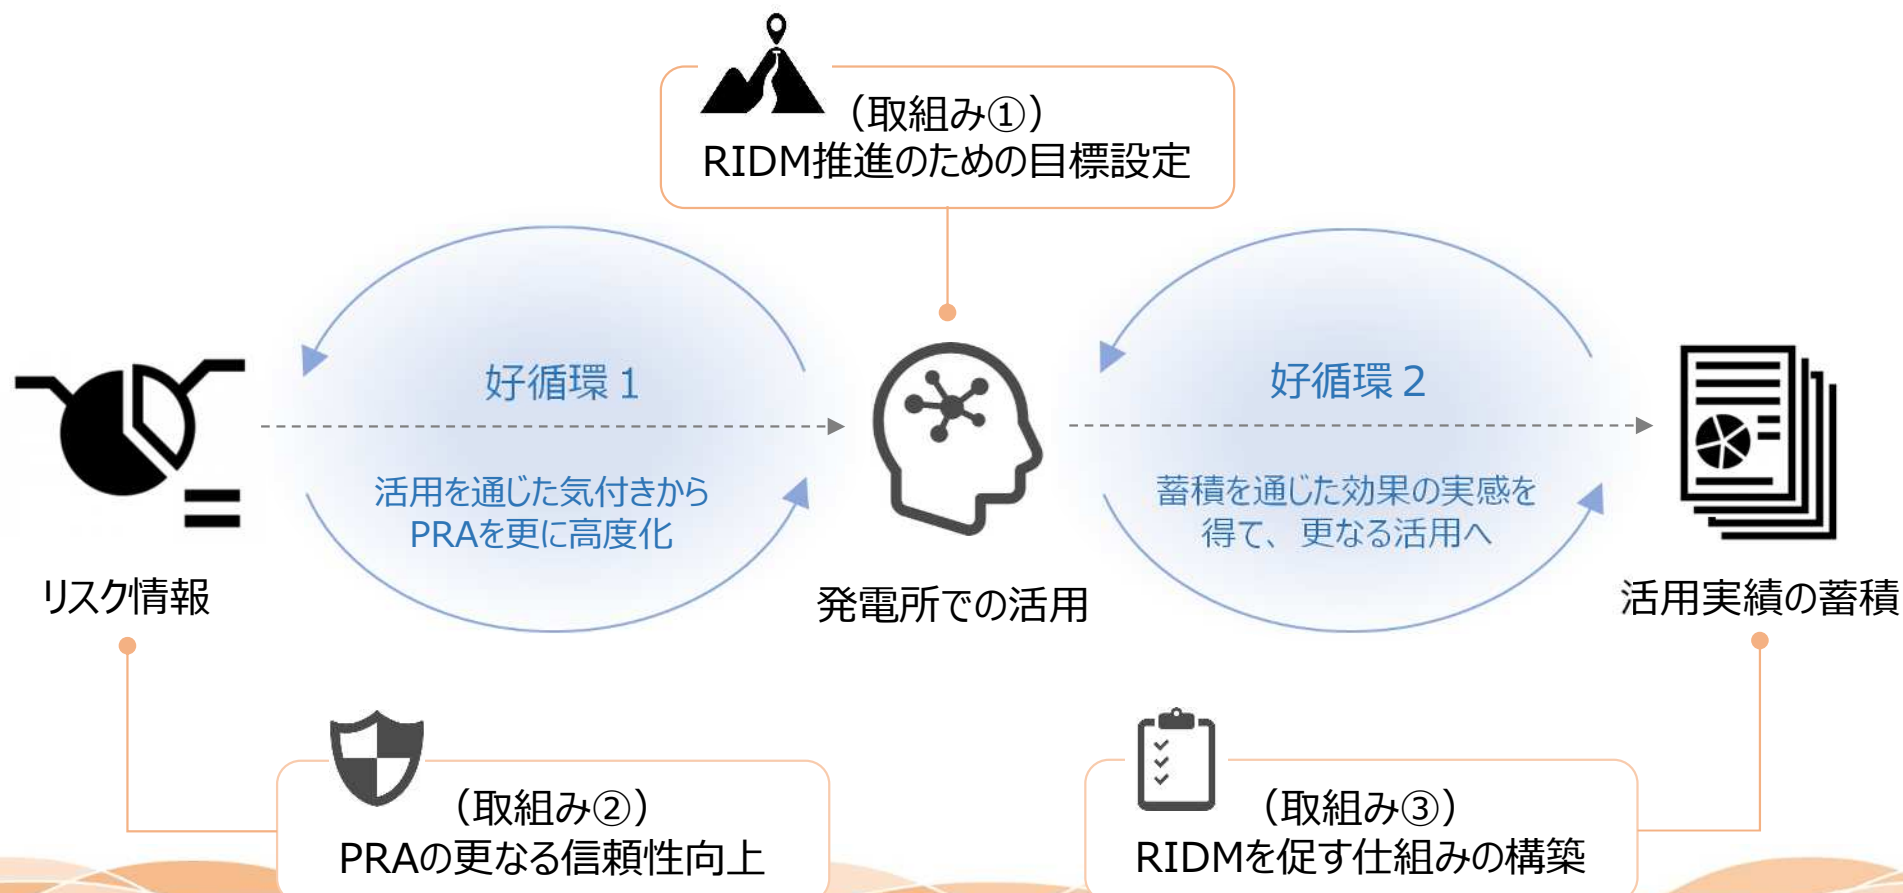 （取組み①）
RIDM推進のための目標設定
好循環１
活用を通じた気付きから
PRAを更に高度化
好循環２
蓄積を通じた効果の実感を
得て、更なる活用へ
リスク情報
発電所での活用
活用実績の蓄積
（取組み②）
PRAの更なる信頼性向上
（取組み③）
RIDMを促す仕組みの構築